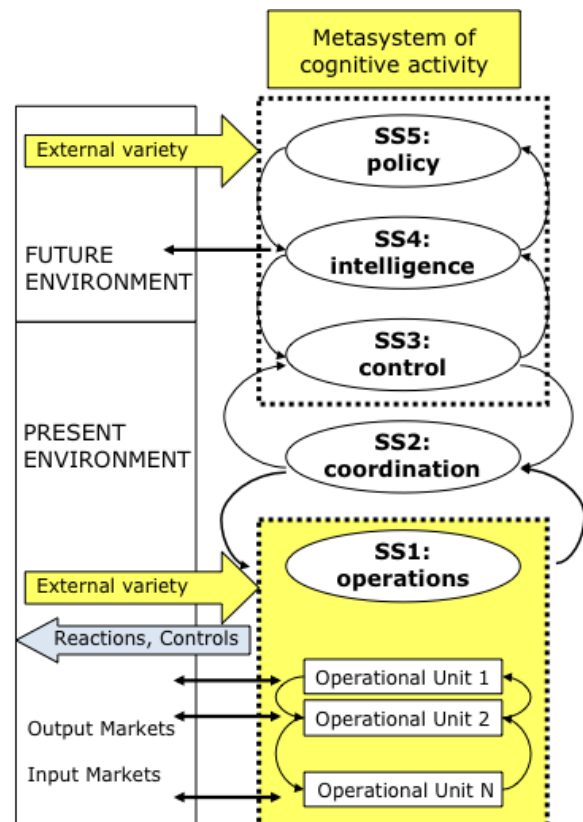 Metasystem of
cognitive activity
External variety
SS5:
policy
FUTURE
ENVIRONMENT
SS4:
intelligence
SS3:
control
PRESENT
ENVIRONMENT
SS2:
coordination
SS1:
operations
External variety
Reactions, Controls
Operational Unit 1
Operational Unit 2
Output Markets
Input Markets
Operational Unit N